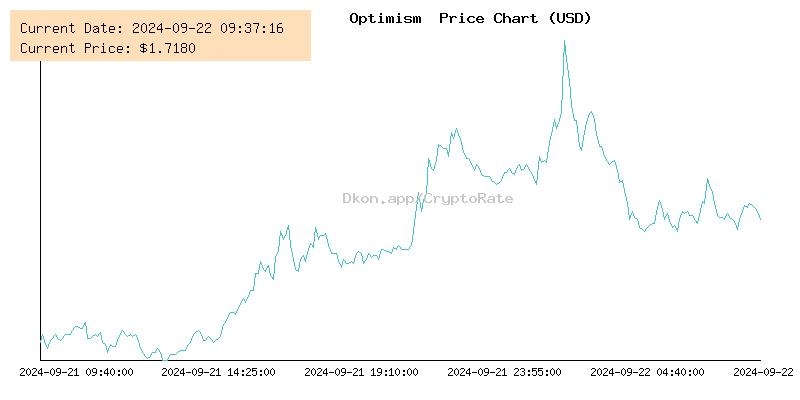 Optimism  Price Chart (USD)
Current Date: 2024-09-22 09:37:16
Current Price: $1.7180
Dkon.app/CryptoRate
2024-09-21 09:40:00 2024-09-21 14:25:00 2024-09-21 19:10:00 2024-09-21 23:55:00 2024-09-22 04:40:00 2024-09-22